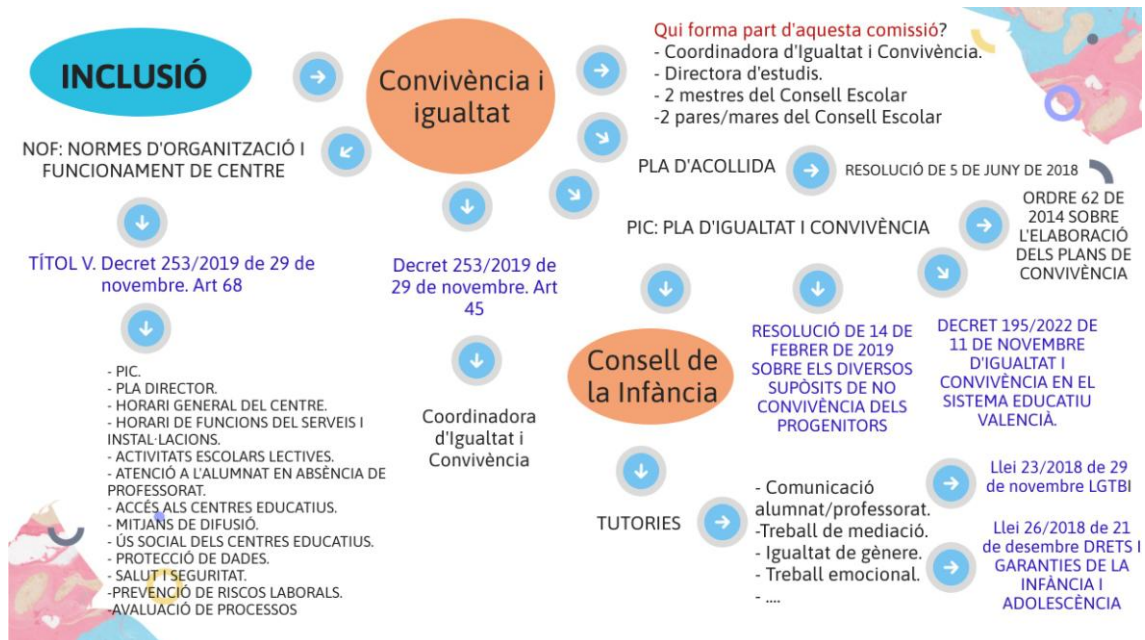 INCLUSIÓ
Convivència i
igualtat
Qui forma part d'aquesta comissió?
- Coordinadora d'Igualtat i Convivència.
- Directora d'estudis.
- 2 mestres del Consell Escolar
-2 pares/mares del Consell Escolar
NOF: NORMES D'ORGANITZACIÓ I
FUNCIONAMENT DE CENTRE
PLA D'ACOLLIDA
RESOLUCIÓ DE 5 DE JUNY DE 2018
PIC: PLA D'IGUALTAT I CONVIVÈNCIA
ORDRE 62 DE
2014 SOBRE
L'ELABORACIÓ
DELS PLANS DE
CONVIVÈNCIA
TÍTOL V. Decret 253/2019 de 29 de
novembre. Art 68
Decret 253/2019 de
29 de novembre. Art
45
Consell de
la Infància
RESOLUCIÓ DE 14 DE
FEBRER DE 2019
SOBRE ELS DIVERSOS
SUPÒSITS DE NO
CONVIVÈNCIA DELS
PROGENITORS
DECRET 195/2022 DE
11 DE NOVEMBRE
D'IGUALTAT I
CONVIVÈNCIA EN EL
SISTEMA EDUCATIU
VALENCIÀ.
- PIC.
- PLA DIRECTOR.
- HORARI GENERAL DEL CENTRE.
- HORARI DE FUNCIONS DEL SERVEIS I
INSTAL·LACIONS.
- ACTIVITATS ESCOLARS LECTIVES.
- ATENCIÓ A L'ALUMNAT EN ABSÈNCIA DE
PROFESSORAT.
- ACCÉS ALS CENTRES EDUCATIUS.
- MITJANS DE DIFUSIÓ.
- ÚS SOCIAL DELS CENTRES EDUCATIUS.
- PROTECCIÓ DE DADES.
- SALUT I SEGURITAT.
-PREVENCIÓ DE RISCOS LABORALS.
-AVALUACIÓ DE PROCESSOS
Coordinadora
d'Igualtat i
Convivència
TUTORIES
- Comunicació
alumnat/professorat.
-Treball de mediació.
- Igualtat de gènere.
- Treball emocional.
- ....
Llei 23/2018 de 29
de novembre LGTBI
Llei 26/2018 de 21
de desembre DRETS I
GARANTIES DE LA
INFÀNCIA I
ADOLESCÈNCIA